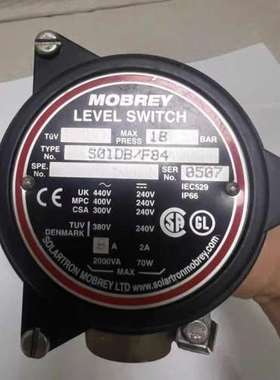 MOBREY
LEVEL SWITCH
TÜV MAX PRESS 18 BAR
TYPE NO. S01DB/F84
SPE. NO. SER NO 0507
UK ~ 440V ⎓ 240V IEC529
MPC 400V 240V IP66
CSA 300V 240V
TUV DENMARK 380V 240V SA GL
A 2A
2000VA 70W
MAX
SOLARTRON MOBREY LTD www.solartronmobrey.com